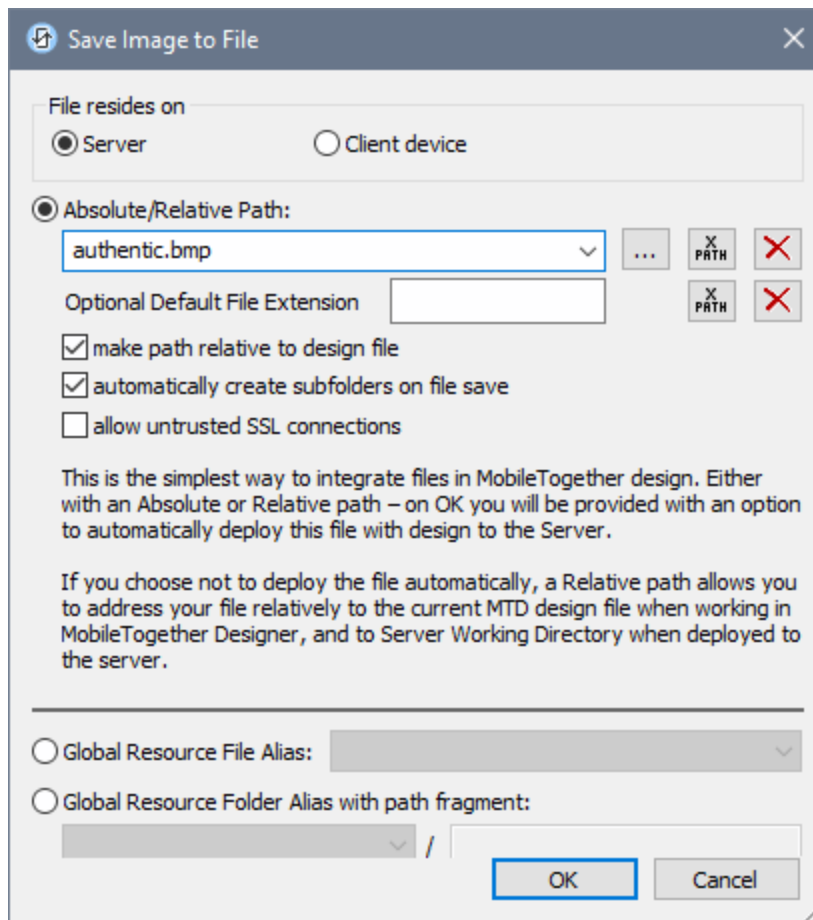 Save Image to File
File resides on
Server
Client device
Absolute/Relative Path:
authentic.bmp
...
X
PATH
Optional Default File Extension
X
PATH
make path relative to design file
automatically create subfolders on file save
allow untrusted SSL connections
This is the simplest way to integrate files in MobileTogether design. Either
with an Absolute or Relative path – on OK you will be provided with an option
to automatically deploy this file with design to the Server.
If you choose not to deploy the file automatically, a Relative path allows you
to address your file relatively to the current MTD design file when working in
MobileTogether Designer, and to Server Working Directory when deployed to
the server.
Global Resource File Alias:
Global Resource Folder Alias with path fragment:
/
OK
Cancel